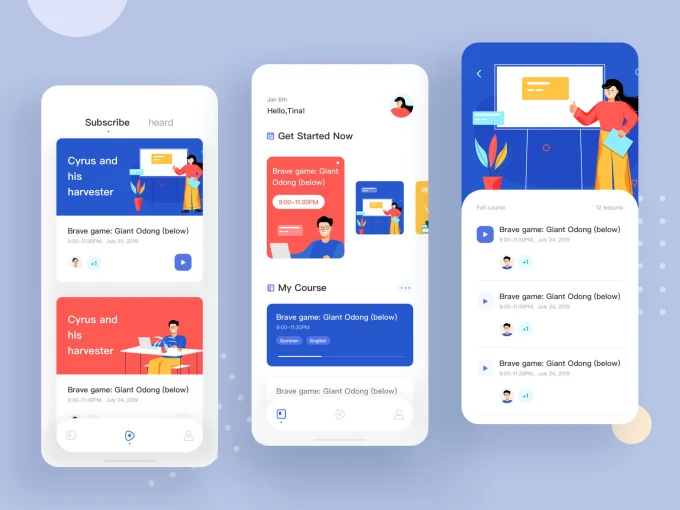 Subscribe
heard
Cyrus and
his
harvester
Brave game: Giant Odong (below)
9:00–11:30PM, July 24, 2019
+1
Cyrus and
his
harvester
Brave game: Giant Odong (below)
9:00–11:30PM, July 24, 2019
Jan 6th
Hello,Tina!
Get Started Now
Brave game: Giant
Odong (below)
9:00–11:30PM
My Course
Brave game: Giant Odong (below)
9:00–11:30PM
Summer
English
Brave game: Giant Odong (below)
Full course
12 lessons
Brave game: Giant Odong (below)
9:00–11:30PM, July 24, 2019
+1
Brave game: Giant Odong (below)
9:00–11:30PM, July 24, 2019
+1
Brave game: Giant Odong (below)
9:00–11:30PM, July 24, 2019
+1